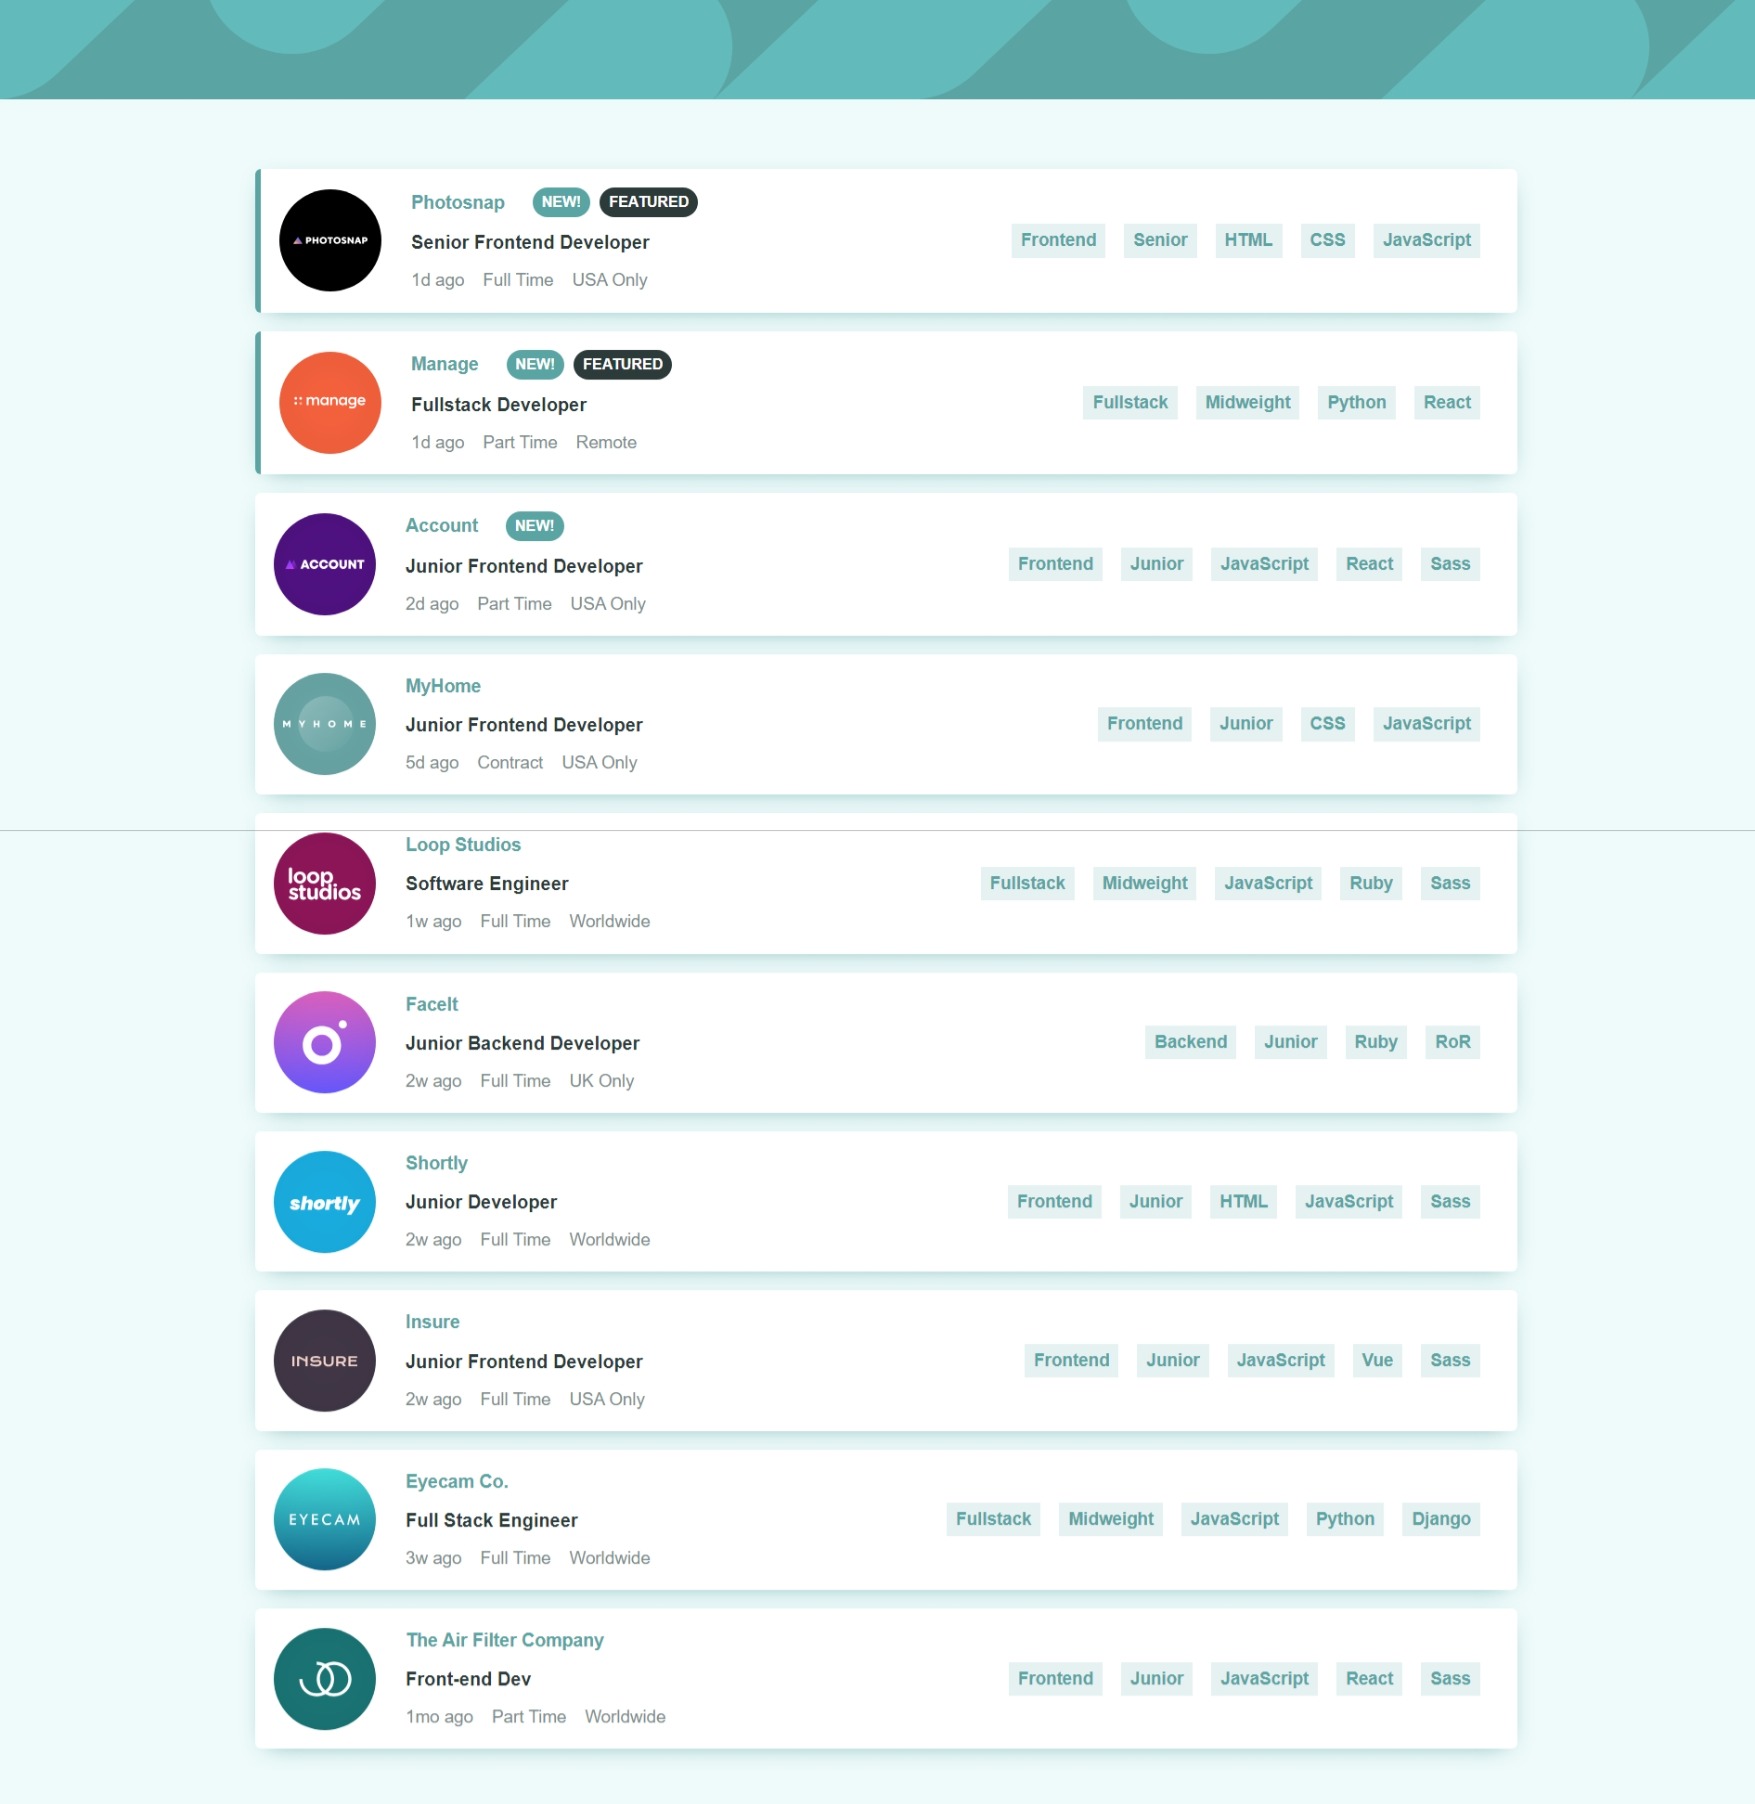 PHOTOSNAP
Photosnap NEW! FEATURED
Senior Frontend Developer
1d ago Full Time USA Only
Frontend Senior HTML CSS JavaScript
manage
Manage NEW! FEATURED
Fullstack Developer
1d ago Part Time Remote
Fullstack Midweight Python React
ACCOUNT
Account NEW!
Junior Frontend Developer
2d ago Part Time USA Only
Frontend Junior JavaScript React Sass
MYHOME
MyHome
Junior Frontend Developer
5d ago Contract USA Only
Frontend Junior CSS JavaScript
loop
studios
Loop Studios
Software Engineer
1w ago Full Time Worldwide
Fullstack Midweight JavaScript Ruby Sass
FaceIt
Junior Backend Developer
2w ago Full Time UK Only
Backend Junior Ruby RoR
shortly
Shortly
Junior Developer
2w ago Full Time Worldwide
Frontend Junior HTML JavaScript Sass
INSURE
Insure
Junior Frontend Developer
2w ago Full Time USA Only
Frontend Junior JavaScript Vue Sass
EYECAM
Eyecam Co.
Full Stack Engineer
3w ago Full Time Worldwide
Fullstack Midweight JavaScript Python Django
The Air Filter Company
Front-end Dev
1mo ago Part Time Worldwide
Frontend Junior JavaScript React Sass